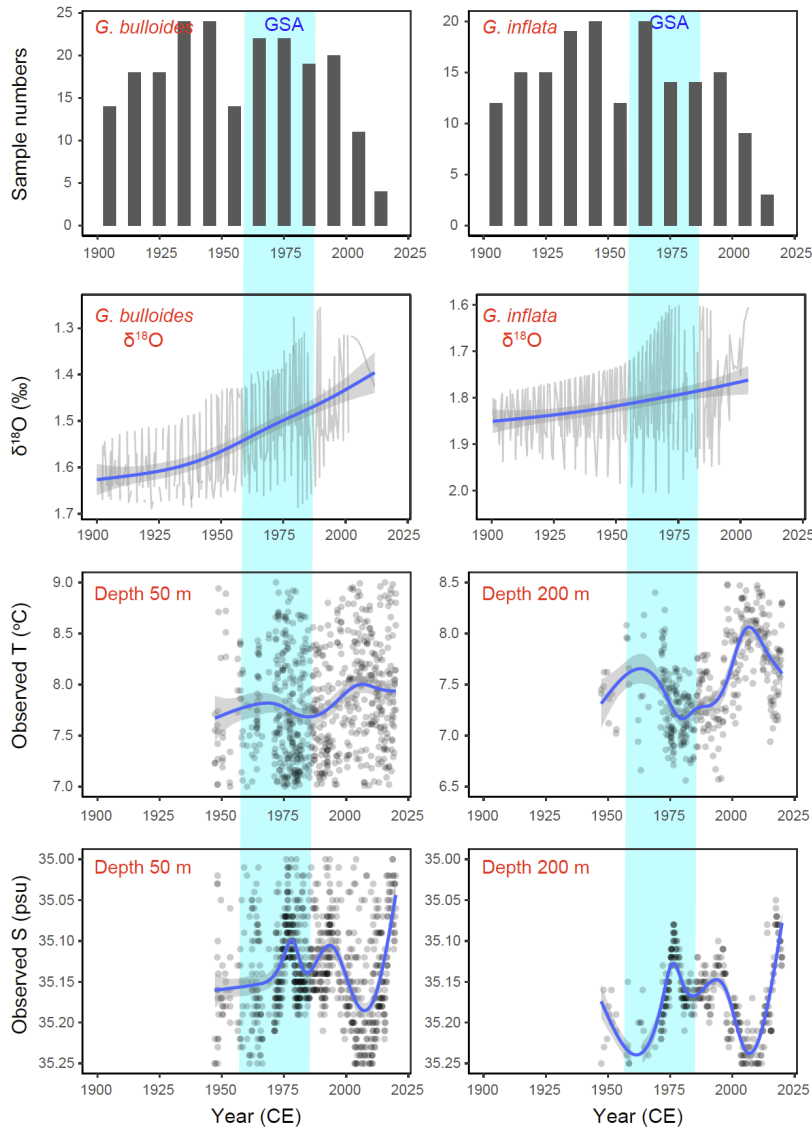 G. bulloides GSA
G. inflata GSA
Sample numbers
25
20
15
10
5
0
20
15
10
5
0
1900 1925 1950 1975 2000 2025
1900 1925 1950 1975 2000 2025
G. bulloides
δ¹⁸O
G. inflata
δ¹⁸O
δ¹⁸O (‰)
1.3
1.4
1.5
1.6
1.7
1.6
1.7
1.8
1.9
2.0
1900 1925 1950 1975 2000 2025
1900 1925 1950 1975 2000 2025
Depth 50 m
Depth 200 m
Observed T (ºC)
9.0
8.5
8.0
7.5
7.0
8.5
8.0
7.5
7.0
6.5
1900 1925 1950 1975 2000 2025
1900 1925 1950 1975 2000 2025
Depth 50 m
Depth 200 m
Observed S (psu)
35.00
35.05
35.10
35.15
35.20
35.25
35.00
35.05
35.10
35.15
35.20
35.25
1900 1925 1950 1975 2000 2025
1900 1925 1950 1975 2000 2025
Year (CE)
Year (CE)